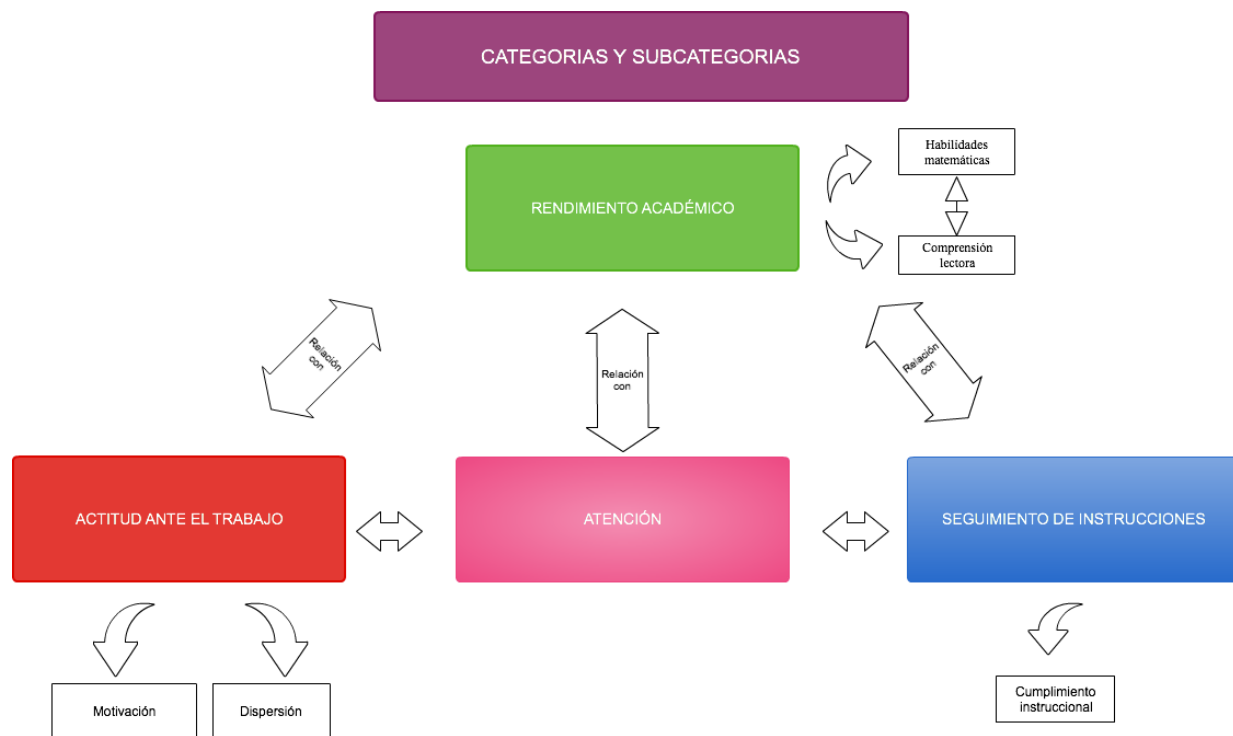 CATEGORIAS Y SUBCATEGORIAS
Habilidades
matemáticas
RENDIMIENTO ACADÉMICO
Comprensión
lectora
Relación
con
Relación
con
Relación
con
ACTITUD ANTE EL TRABAJO
ATENCIÓN
SEGUIMIENTO DE INSTRUCCIONES
Motivación
Dispersión
Cumplimiento
instruccional